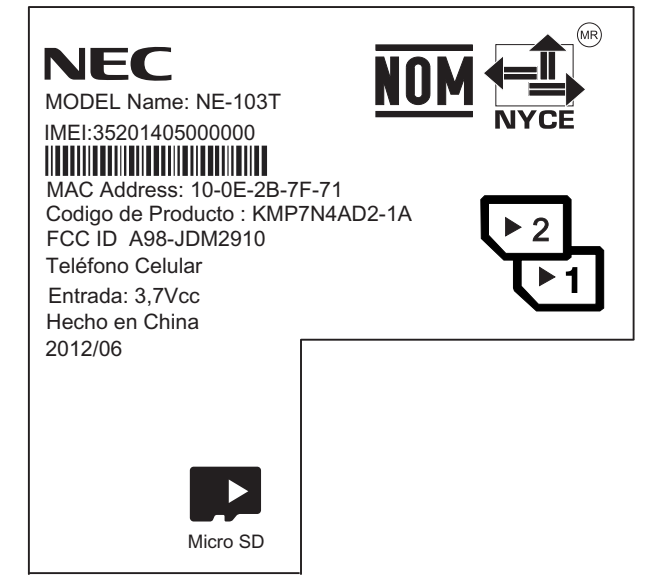 NEC
MODEL Name: NE-103T
IMEI:35201405000000
MAC Address: 10-0E-2B-7F-71
Codigo de Producto : KMP7N4AD2-1A
FCC ID A98-JDM2910
Teléfono Celular
Entrada: 3,7Vcc
Hecho en China
2012/06
NOM
MR
NYCE
2
1
Micro SD